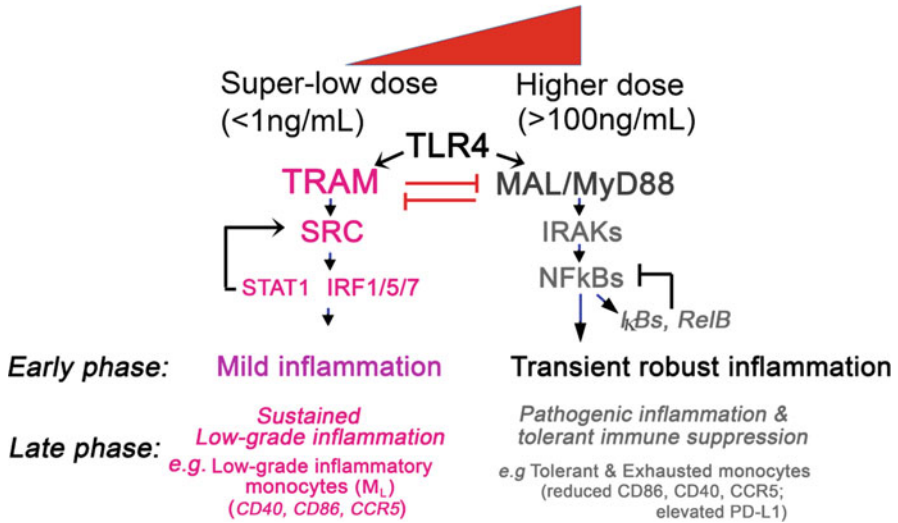 Super-low dose
(<1ng/mL)
Higher dose
(>100ng/mL)
TLR4
TRAM
MAL/MyD88
SRC
IRAKs
STAT1 IRF1/5/7
NFkBs
IκBs, RelB
Early phase: Mild inflammation Transient robust inflammation
Late phase:
Sustained
Low-grade inflammation
e.g. Low-grade inflammatory
monocytes (ML)
(CD40, CD86, CCR5)
Pathogenic inflammation &
tolerant immune suppression
e.g Tolerant & Exhausted monocytes
(reduced CD86, CD40, CCR5;
elevated PD-L1)